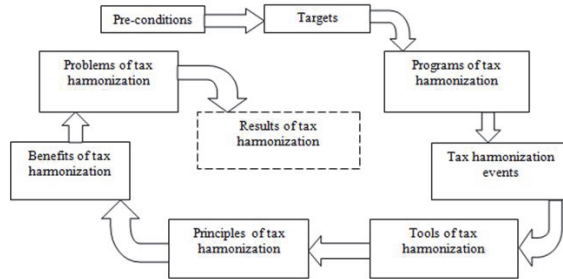 Pre-conditions
Targets
Programs of tax
harmonization
Tax harmonization
events
Tools of tax
harmonization
Principles of tax
harmonization
Benefits of tax
harmonization
Problems of tax
harmonization
Results of tax
harmonization